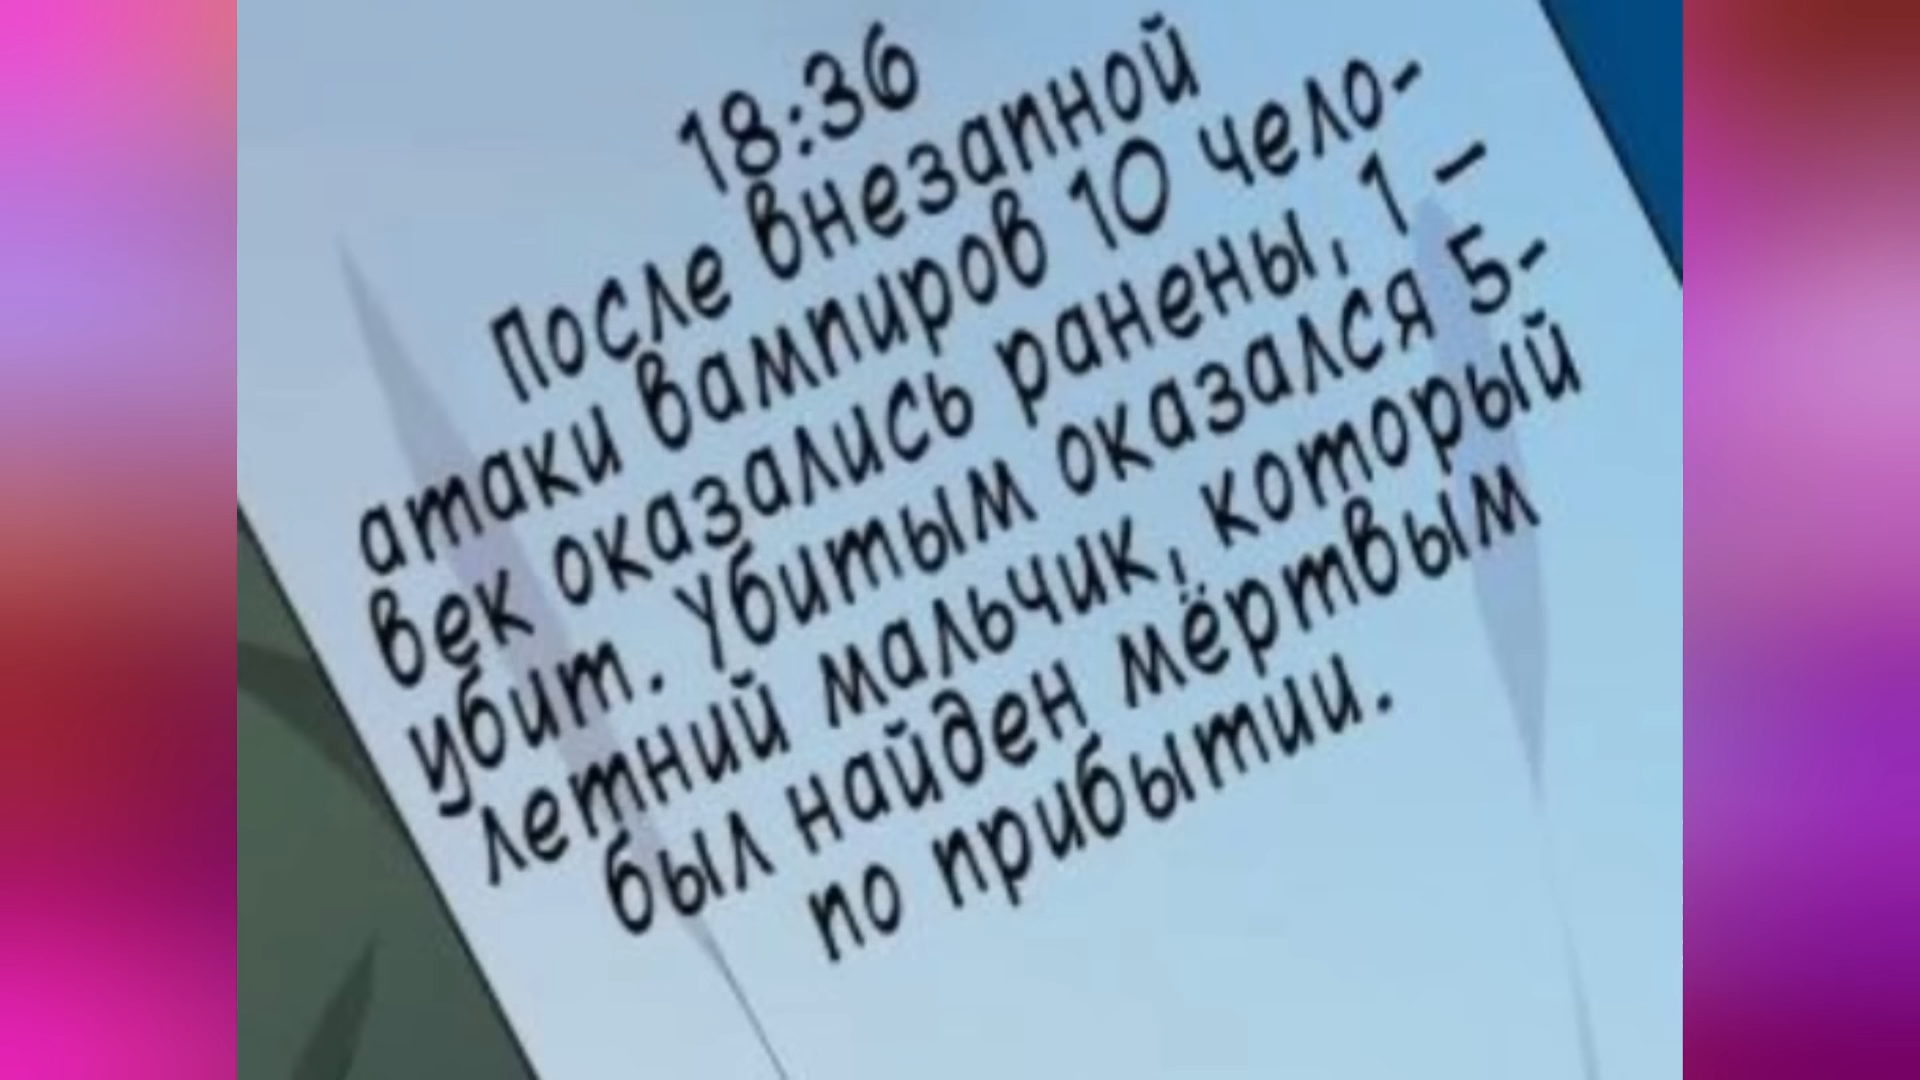 18:36
После внезапной
атаки вампиров 10 чело-
век оказались ранены, 1 –
убит. Убитым оказался 5-
летний мальчик, который
был найден мёртвым
по прибытии.